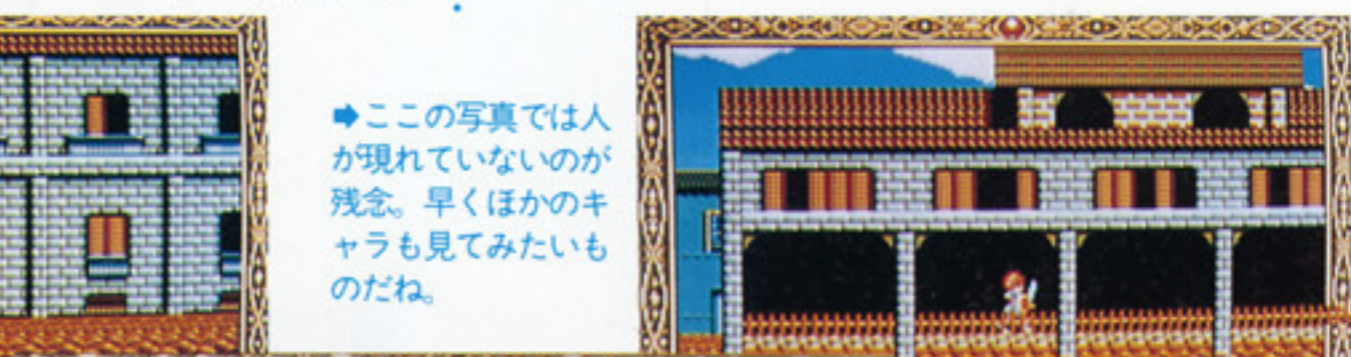 ➡ここの写真では人
が現れていないのが
残念。早くほかのキ
ャラも見てみたいも
のだね。